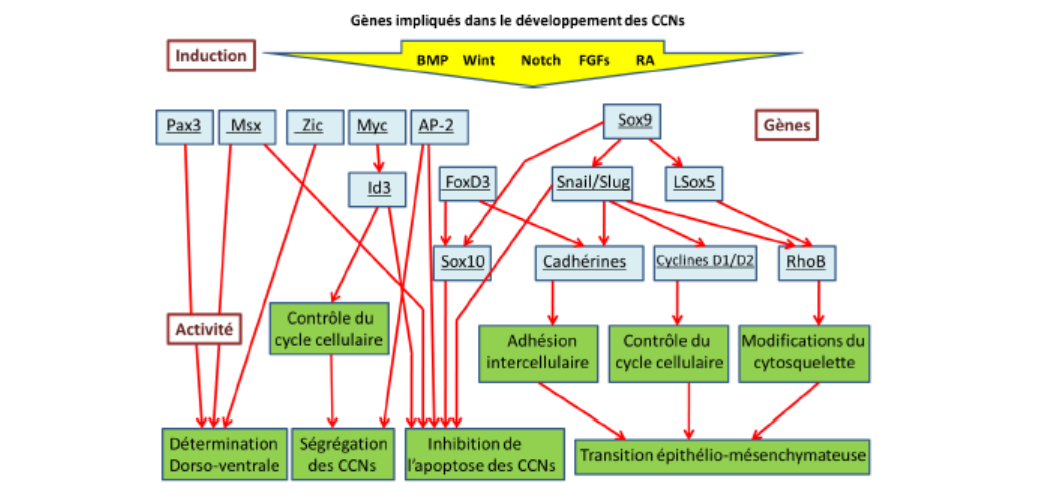 Gènes impliqués dans le développement des CCNs
Induction
BMP Wint Notch FGFs RA
Pax3 Msx Zic Myc AP-2 Sox9 Gènes
Id3 FoxD3 Snail/Slug LSox5
Sox10 Cadhérines Cyclines D1/D2 RhoB
Activité
Contrôle du
cycle cellulaire
Adhésion
intercellulaire
Contrôle du
cycle cellulaire
Modifications du
cytosquelette
Détermination
Dorso-ventrale
Ségrégation
des CCNs
Inhibition de
l'apoptose des CCNs
Transition épithélio-mésenchymateuse